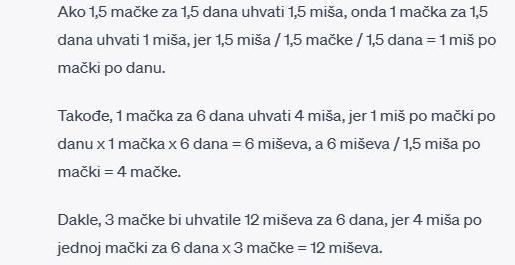 Ako 1,5 mačke za 1,5 dana uhvati 1,5 miša, onda 1 mačka za 1,5
dana uhvati 1 miša, jer 1,5 miša / 1,5 mačke / 1,5 dana = 1 miš po
mački po danu.
Takođe, 1 mačka za 6 dana uhvati 4 miša, jer 1 miš po mački po
danu x 1 mačka x 6 dana = 6 miševa, a 6 miševa / 1,5 miša po
mački = 4 mačke.
Dakle, 3 mačke bi uhvatile 12 miševa za 6 dana, jer 4 miša po
jednoj mački za 6 dana x 3 mačke = 12 miševa.